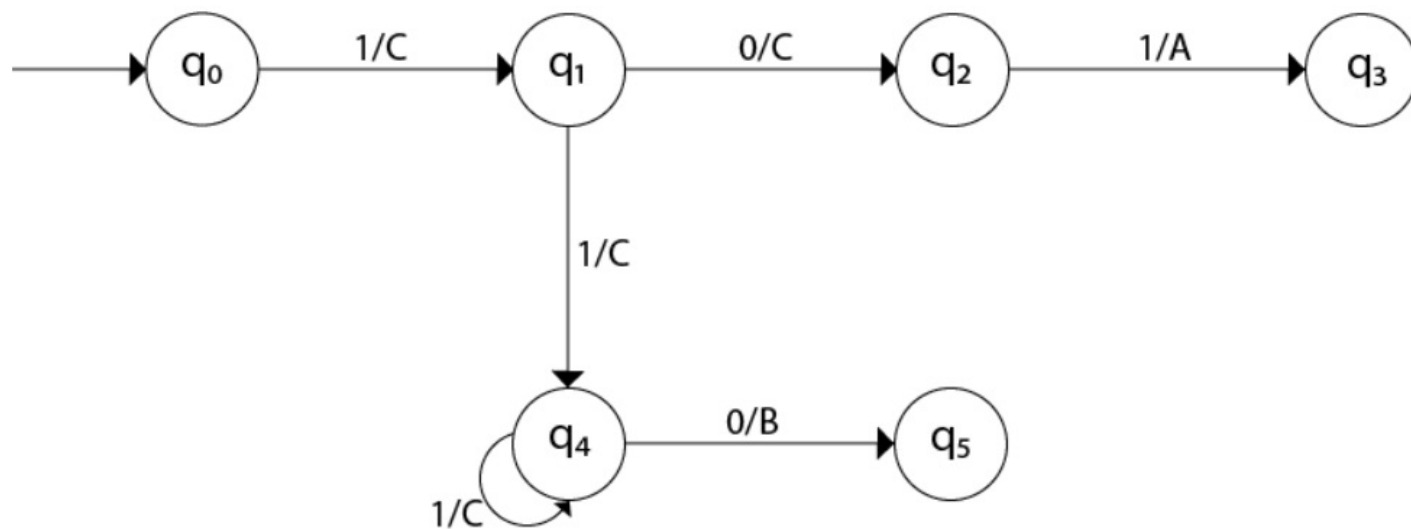 1/C 0/C 1/A
q₀ q₁ q₂ q₃
1/C
0/B
q₄ q₅
1/C